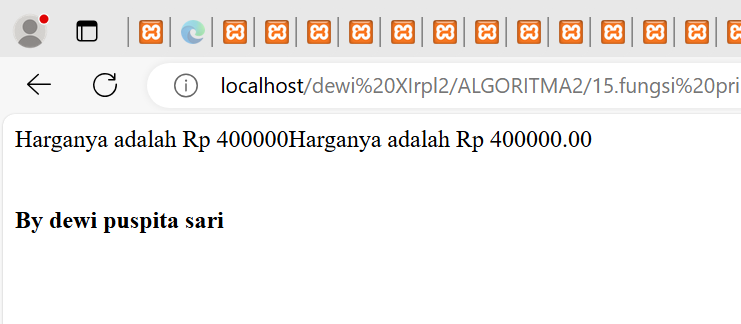 localhost/dewi%20XIrpl2/ALGORITMA2/15.fungsi%20pri
Harganya adalah Rp 400000Harganya adalah Rp 400000.00
By dewi puspita sari